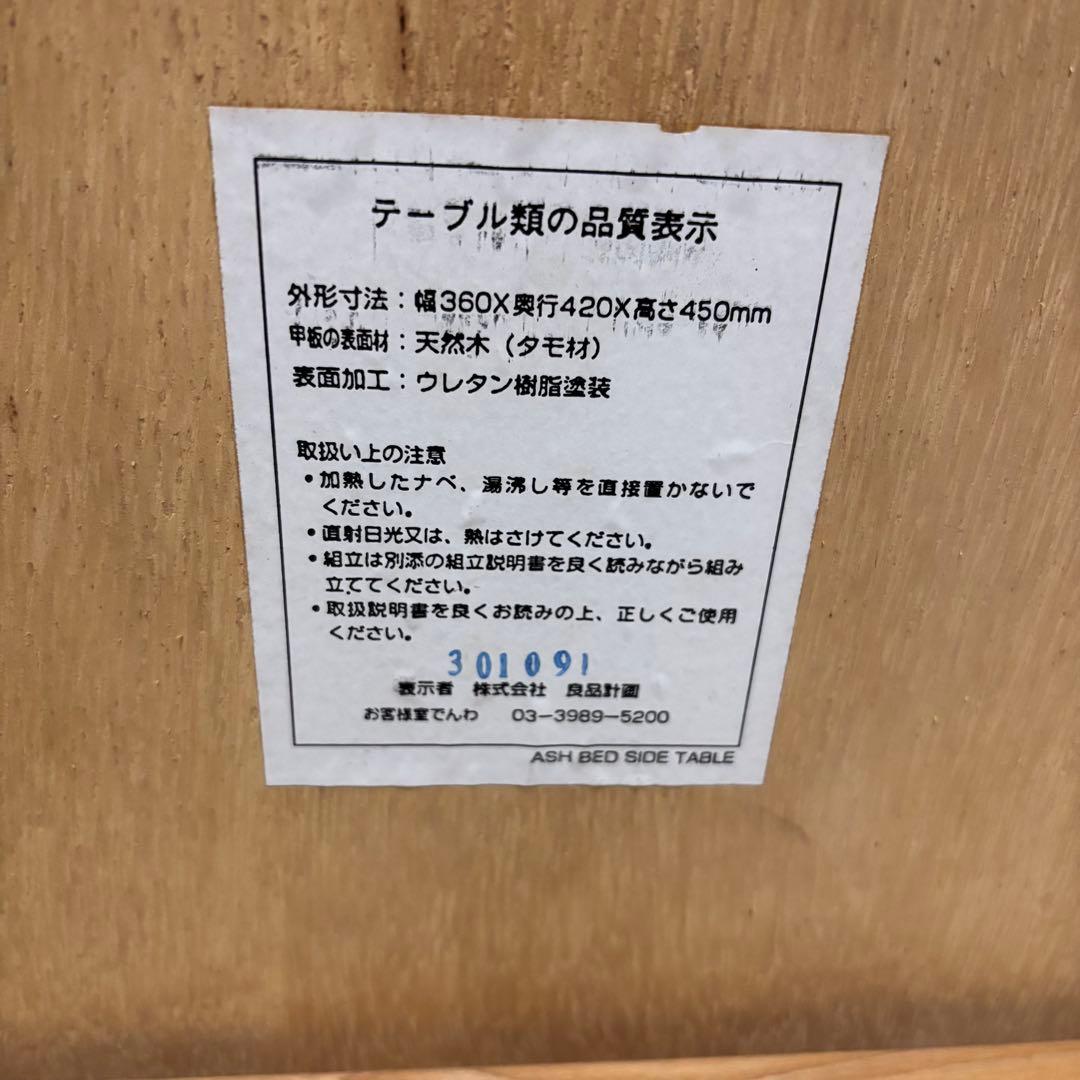 テーブル類の品質表示
外形寸法：幅360X奥行420X高さ450mm
甲板の表面材：天然木（タモ材）
表面加工：ウレタン樹脂塗装
取扱い上の注意
•加熱したナベ、湯沸し等を直接置かないで
ください。
•直射日光又は、熱はさけてください。
•組立は別添の組立説明書を良く読みながら組み
立ててください。
•取扱説明書を良くお読みの上、正しくご使用
ください。
301091
表示者　株式会社　良品計画
お客様室でんわ　03-3989-5200
ASH BED SIDE TABLE